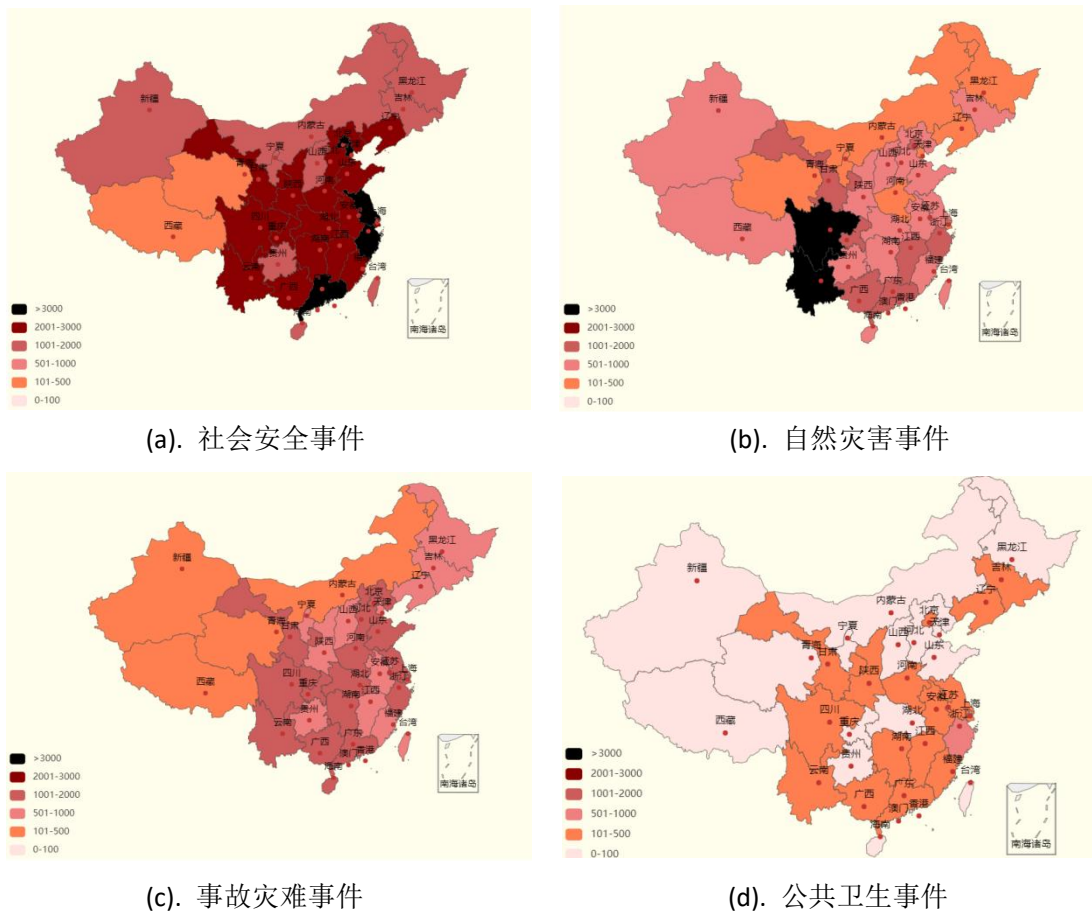 黑龙江
新疆
吉林
辽宁
内蒙古
宁夏
山西
青海
甘肃
河南
西藏
四川
重庆
湖南
江西
贵州
云南
台湾
广西
>3000
2001-3000
1001-2000
501-1000
101-500
0-100
南海诸岛
(a). 社会安全事件
黑龙江
新疆
吉林
辽宁
内蒙古
北京
天津
宁夏
山西
山东
青海
甘肃
陕西
河南
西藏
安徽
上海
湖北
浙江
湖南
江西
贵州
福建
台湾
广西
广东
澳门
香港
海南
>3000
2001-3000
1001-2000
501-1000
101-500
0-100
南海诸岛
(b). 自然灾害事件
黑龙江
新疆
吉林
辽宁
内蒙古
北京
天津
宁夏
山西
山东
青海
甘肃
陕西
河南
西藏
四川
重庆
安徽
上海
湖北
浙江
湖南
江西
贵州
云南
福建
台湾
广西
广东
澳门
香港
海南
>3000
2001-3000
1001-2000
501-1000
101-500
0-100
南海诸岛
(c). 事故灾难事件
黑龙江
新疆
吉林
辽宁
内蒙古
北京
天津
宁夏
山西
河北
山东
青海
甘肃
陕西
河南
西藏
四川
重庆
安徽
江苏
上海
湖北
浙江
湖南
江西
贵州
云南
福建
台湾
广西
广东
澳门
香港
海南
>3000
2001-3000
1001-2000
501-1000
101-500
0-100
南海诸岛
(d). 公共卫生事件